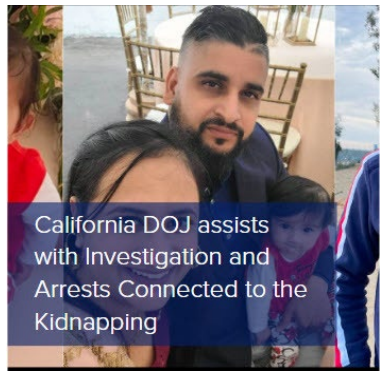 California DOJ assists
with Investigation and
Arrests Connected to the
Kidnapping